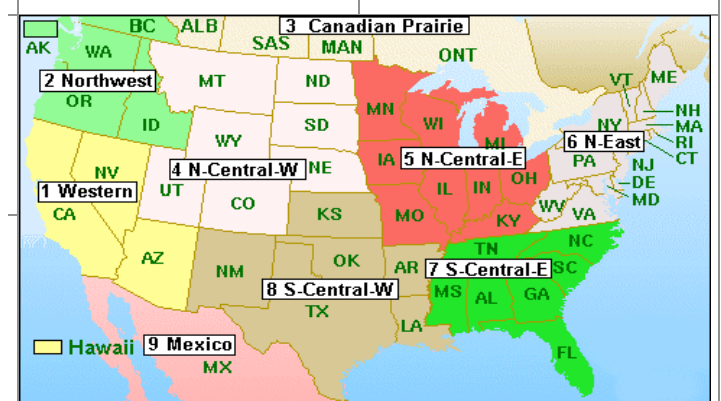 BC ALB 3 Canadian Prairie
AK WA SAS MAN ONT
2 Northwest MT ND VT ME
OR MN NH
ID SD WI NY MA
WY MI 6 N-East RI
NV 4 N-Central-W NE IA 5 N-Central-E PA CT
1 Western UT OH NJ
CA CO IL IN DE
KS MO WV VA MD
KY
AZ NM OK AR TN NC
8 S-Central-W 7 S-Central-E SC
TX MS AL GA
LA
Hawaii 9 Mexico FL
MX